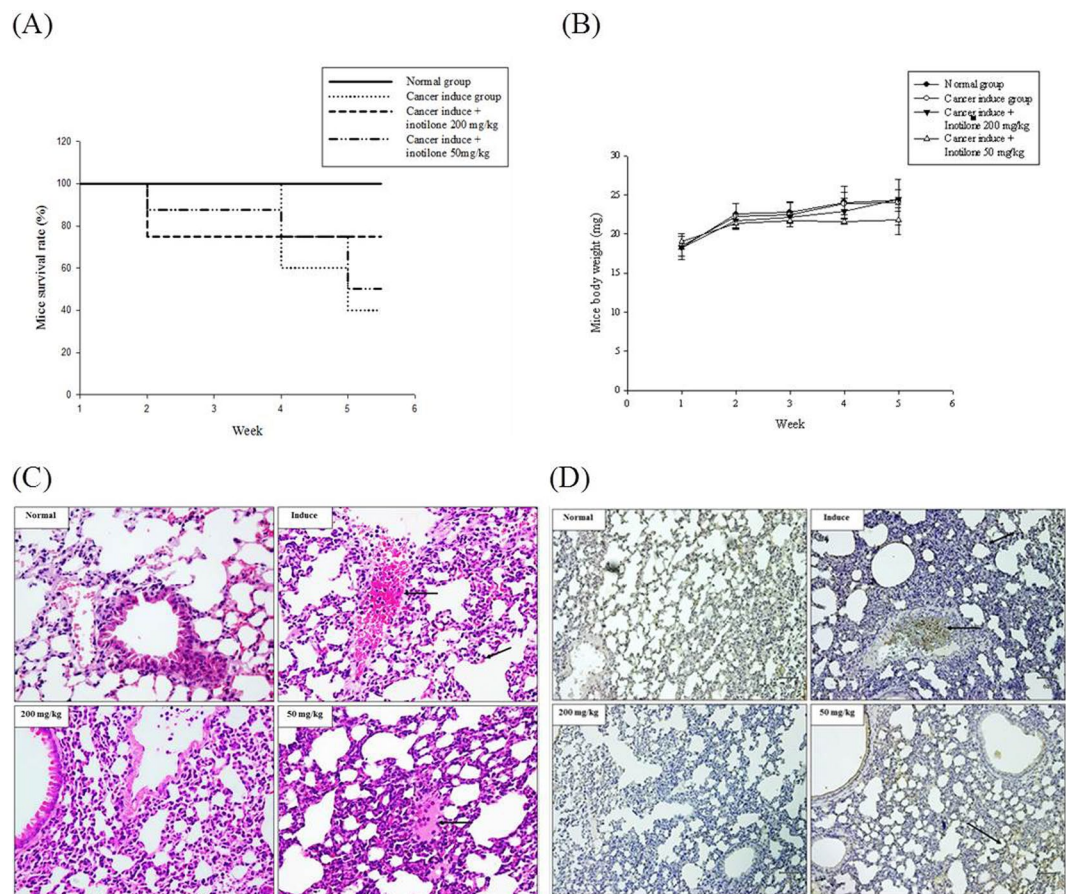 (A)
Normal group
Cancer induce group
Cancer induce +
inotilone 200 mg/kg
Cancer induce +
inotilone 50mg/kg
120
100
80
60
40
20
0
Mice survival rate (%)
1 2 3 4 5 6
Week
(B)
Normal group
Cancer induce group
Cancer induce +
Inotilone 200 mg/kg
Cancer induce +
Inotilone 50 mg/kg
30
25
20
15
10
5
0
Mice body weight (mg)
0 1 2 3 4 5 6
Week
(C)
Normal
Induce
200 mg/kg
50 mg/kg
(D)
Normal
Induce
200 mg/kg
50 mg/kg